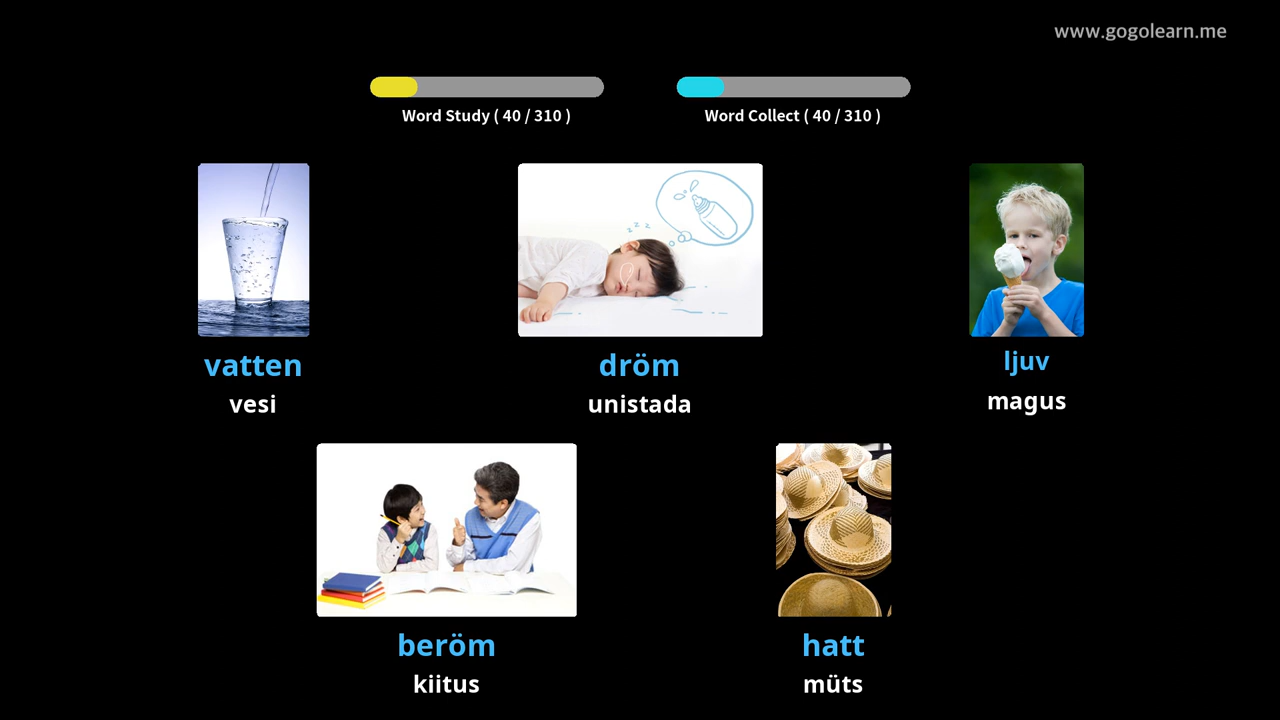 www.gogolearn.me
Word Study ( 40 / 310 )
Word Collect ( 40 / 310 )
vatten
vesi
dröm
unistada
ljuv
magus
beröm
kiitus
hatt
müts